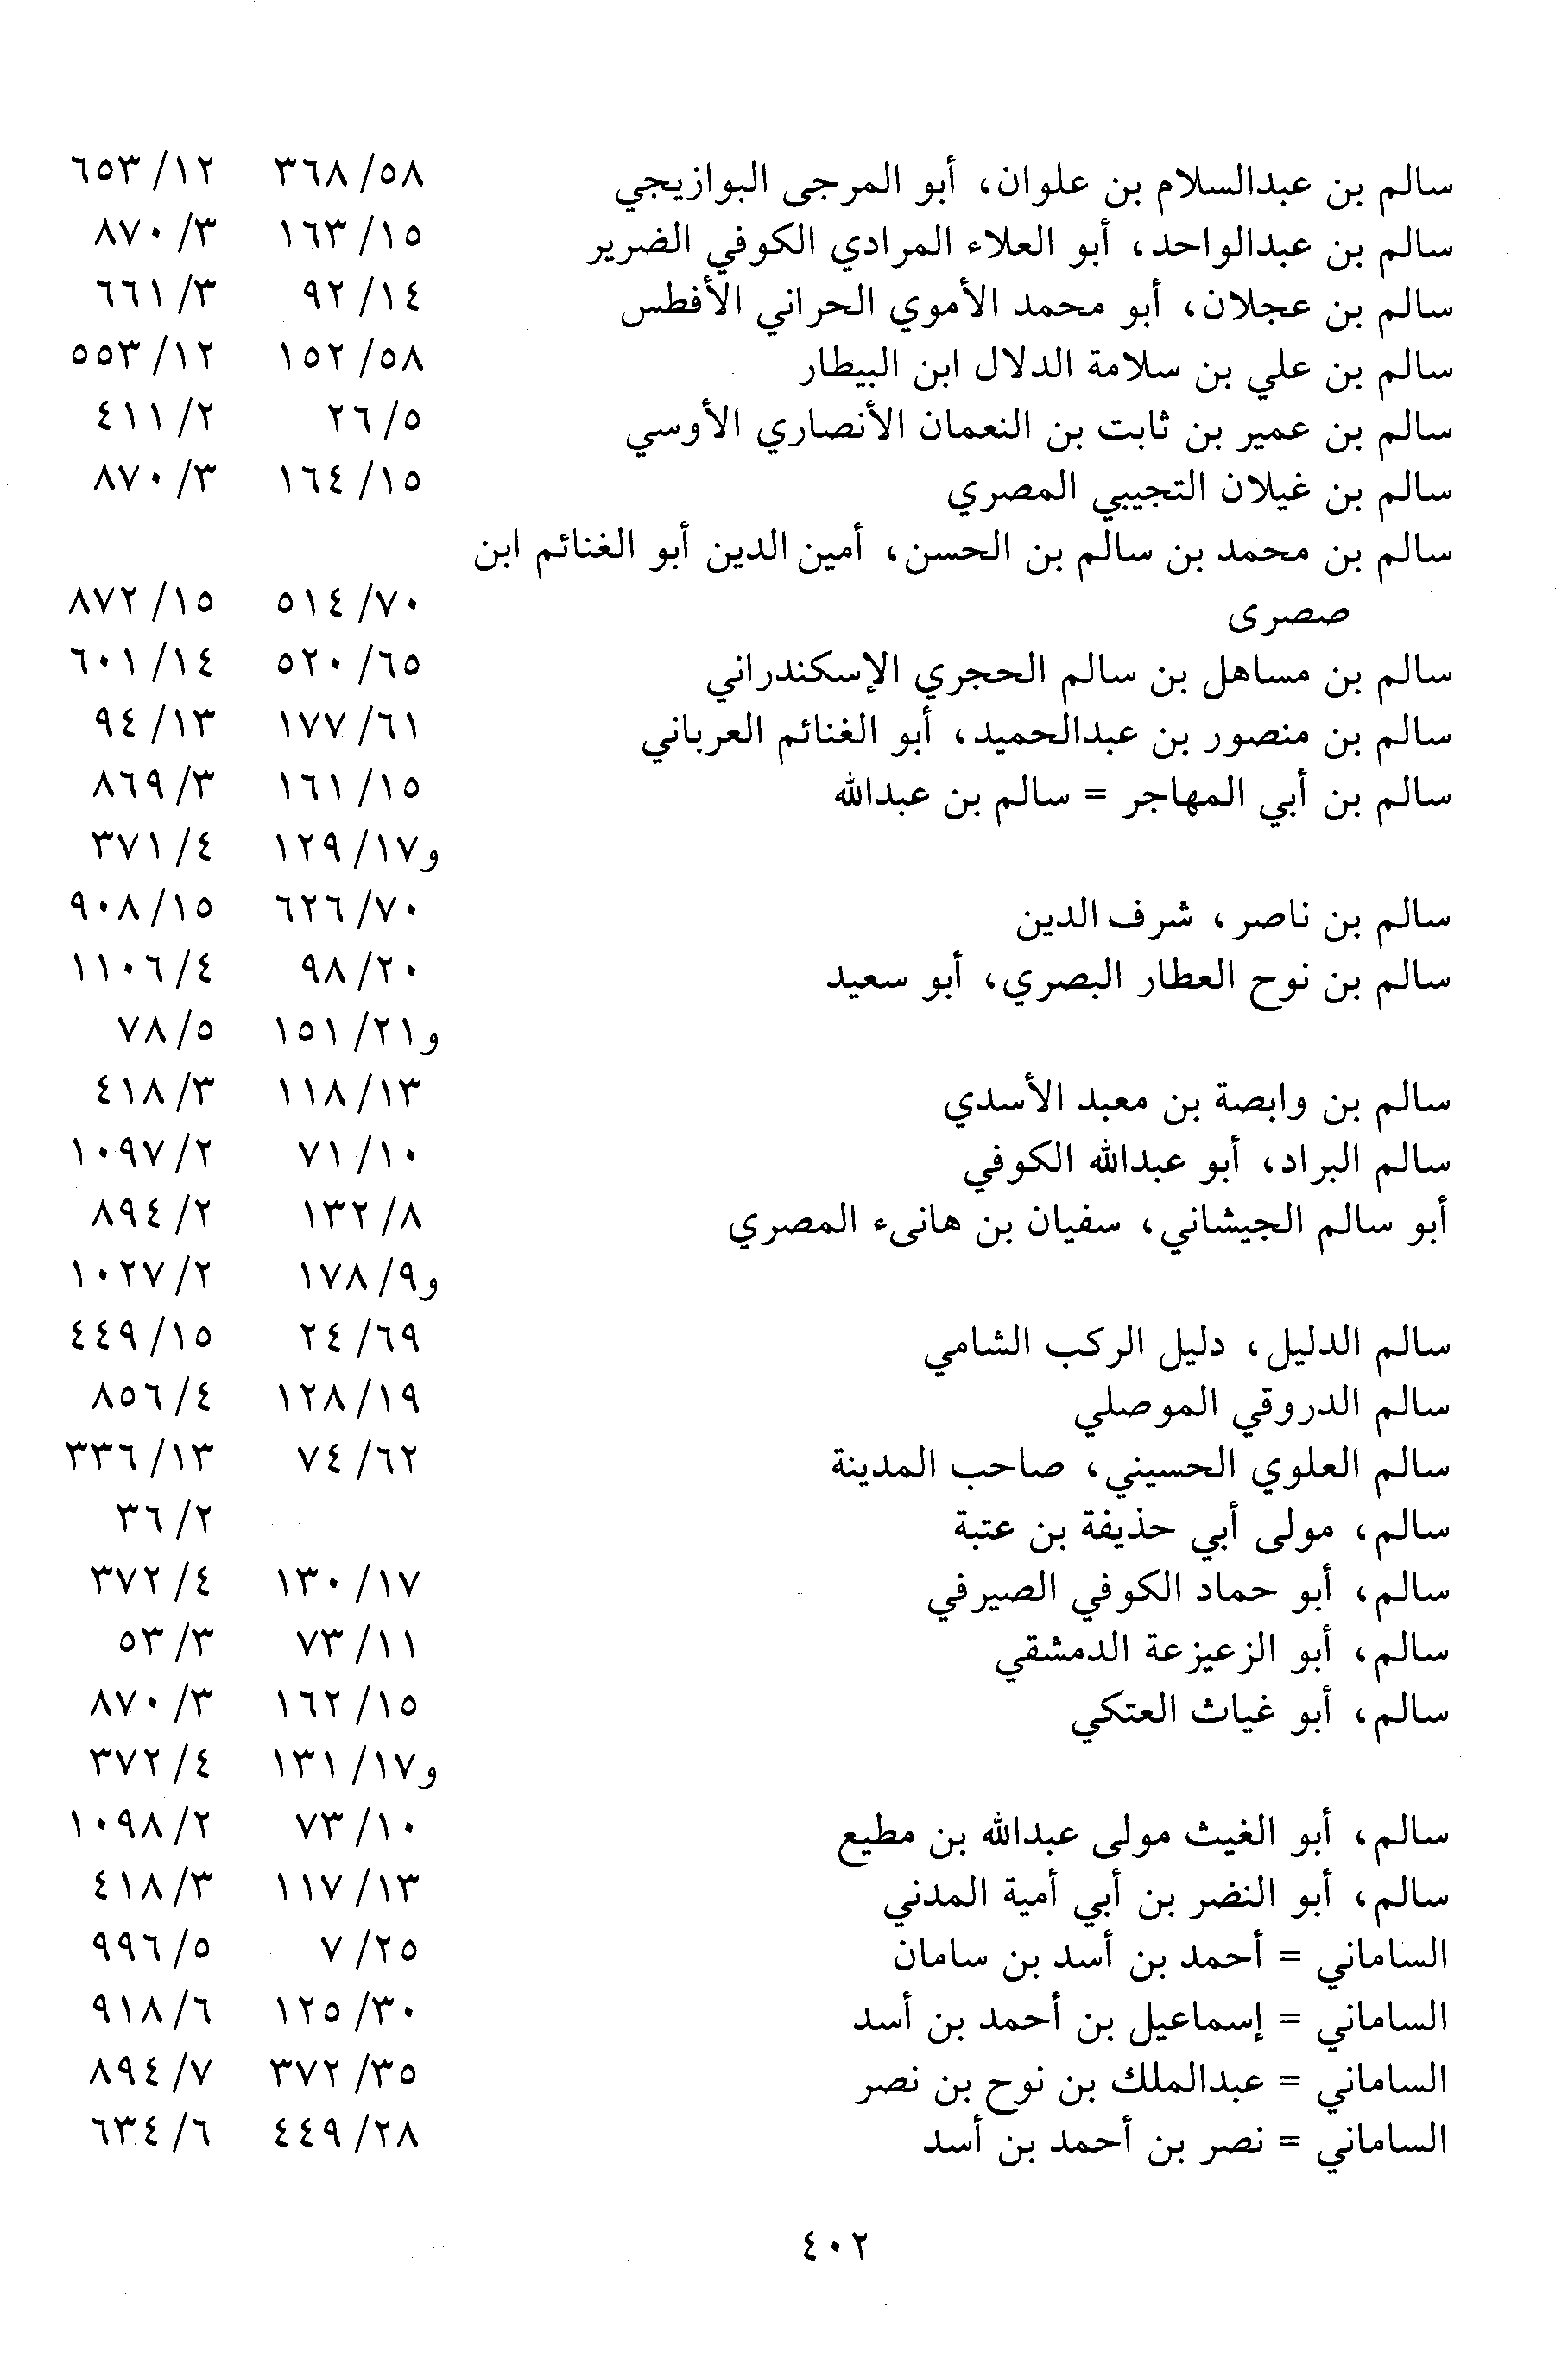 سالم بن عبدالسلام بن علوان، أبو المرجى البوازيجي ٥٨/ ٣٦٨ ١٢/ ٦٥٣
سالم بن عبدالواحد، أبو العلاء المرادي الكوفي الضرير ١٥/ ١٦٣ ٣/ ٨٧٠
سالم بن عجلان، أبو محمد الأموي الحراني الأفطس ١٤/ ٩٢ ٣/ ٦٦١
سالم بن علي بن سلامة الدلال ابن البيطار ٥٨/ ١٥٢ ١٢/ ٥٥٣
سالم بن عمير بن ثابت بن النعمان الأنصاري الأوسي ٥/ ٢٦ ٢/ ٤١١
سالم بن غيلان التجيبي المصري ١٥/ ١٦٤ ٣/ ٨٧٠
سالم بن محمد بن سالم بن الحسن، أمين الدين أبو الغنائم ابن
صصرى ٧٠/ ٥١٤ ١٥/ ٨٧٢
سالم بن مساهل بن سالم الحجري الإسكندراني ٦٥/ ٥٢٠ ١٤/ ٦٠١
سالم بن منصور بن عبدالحميد، أبو الغنائم العرباني ٦١/ ١٧٧ ١٣/ ٩٤
سالم بن أبي المهاجر = سالم بن عبدالله ١٥/ ١٦١ ٣/ ٨٦٩
و١٧/ ١٢٩ ٤/ ٣٧١
سالم بن ناصر، شرف الدين ٧٠/ ٦٢٦ ١٥/ ٩٠٨
سالم بن نوح العطار البصري، أبو سعيد ٢٠/ ٩٨ ٤/ ١١٠٦
و٢١/ ١٥١ ٥/ ٧٨
سالم بن وابصة بن معبد الأسدي ١٣/ ١١٨ ٣/ ٤١٨
سالم البراد، أبو عبدالله الكوفي ١٠/ ٧١ ٢/ ١٠٩٧
أبو سالم الجيشاني، سفيان بن هانىء المصري ٨/ ١٣٢ ٢/ ٨٩٤
و٩/ ١٧٨ ٢/ ١٠٢٧
سالم الدليل، دليل الركب الشامي ٦٩/ ٢٤ ١٥/ ٤٤٩
سالم الدروقي الموصلي ١٩/ ١٢٨ ٤/ ٨٥٦
سالم العلوي الحسيني، صاحب المدينة ٦٢/ ٧٤ ١٣/ ٣٣٦
سالم، مولى أبي حذيفة بن عتبة ٢/ ٣٦
سالم، أبو حماد الكوفي الصيرفي ١٧/ ١٣٠ ٤/ ٣٧٢
سالم، أبو الزعيزعة الدمشقي ١١/ ٧٣ ٣/ ٥٣
سالم، أبو غياث العتكي ١٥/ ١٦٢ ٣/ ٨٧٠
و١٧/ ١٣١ ٤/ ٣٧٢
سالم، أبو الغيث مولى عبدالله بن مطيع ١٠/ ٧٣ ٢/ ١٠٩٨
سالم، أبو النضر بن أبي أمية المدني ١٣/ ١١٧ ٣/ ٤١٨
الساماني = أحمد بن أسد بن سامان ٢٥/ ٧ ٥/ ٩٩٦
الساماني = إسماعيل بن أحمد بن أسد ٣٠/ ١٢٥ ٦/ ٩١٨
الساماني = عبدالملك بن نوح بن نصر ٣٥/ ٣٧٢ ٧/ ٨٩٤
الساماني = نصر بن أحمد بن أسد ٢٨/ ٤٤٩ ٦/ ٦٣٤
٤٠٢